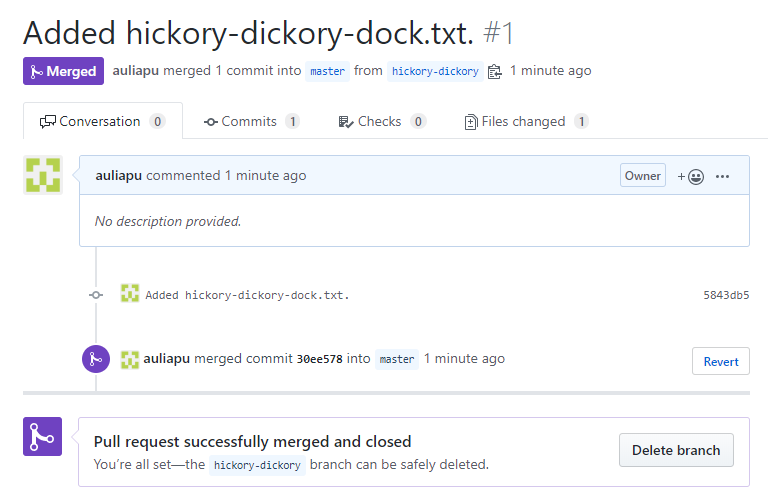 Added hickory-dickory-dock.txt. #1
Merged auliapu merged 1 commit into master from hickory-dickory 1 minute ago
Conversation 0 Commits 1 Checks 0 Files changed 1
auliapu commented 1 minute ago Owner + ...
No description provided.
Added hickory-dickory-dock.txt. 5843db5
auliapu merged commit 30ee578 into master 1 minute ago Revert
Pull request successfully merged and closed
You’re all set—the hickory-dickory branch can be safely deleted.
Delete branch